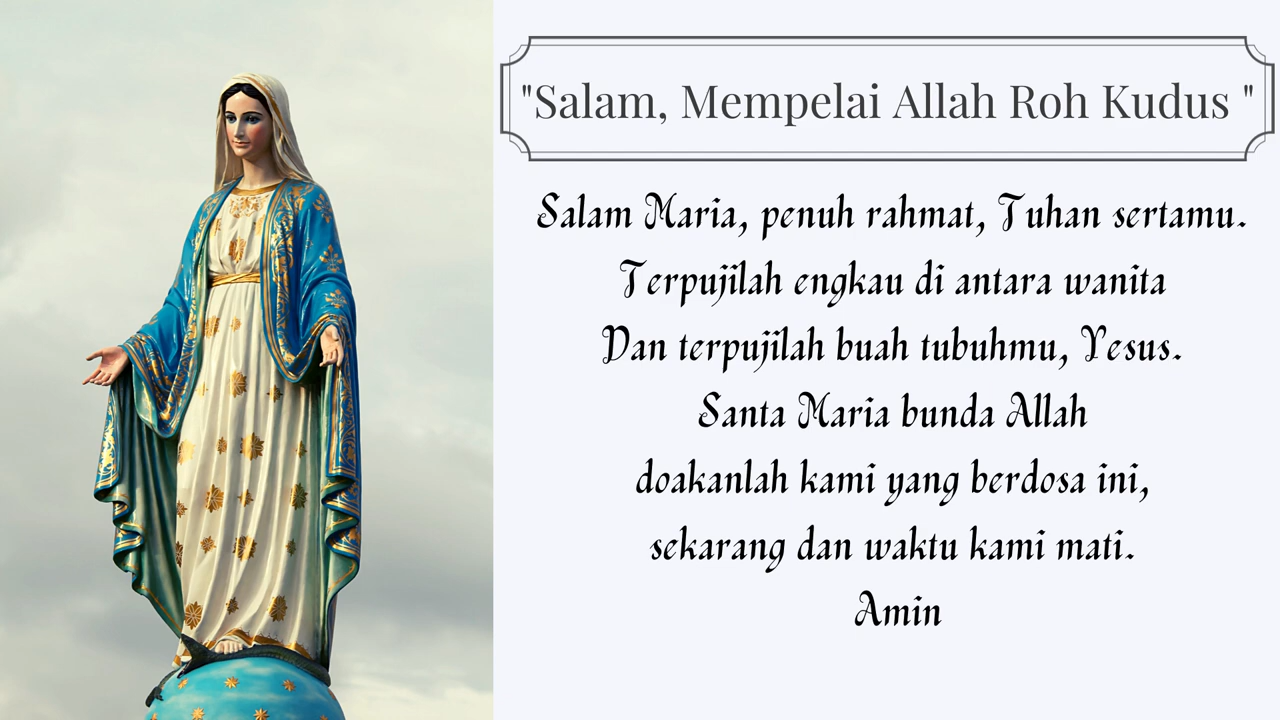 "Salam, Mempelai Allah Roh Kudus "
Salam Maria, penuh rahmat, Tuhan sertamu.
Terpujilah engkau di antara wanita
Dan terpujilah buah tubuhmu, Yesus.
Santa Maria bunda Allah
doakanlah kami yang berdosa ini,
sekarang dan waktu kami mati.
Amin